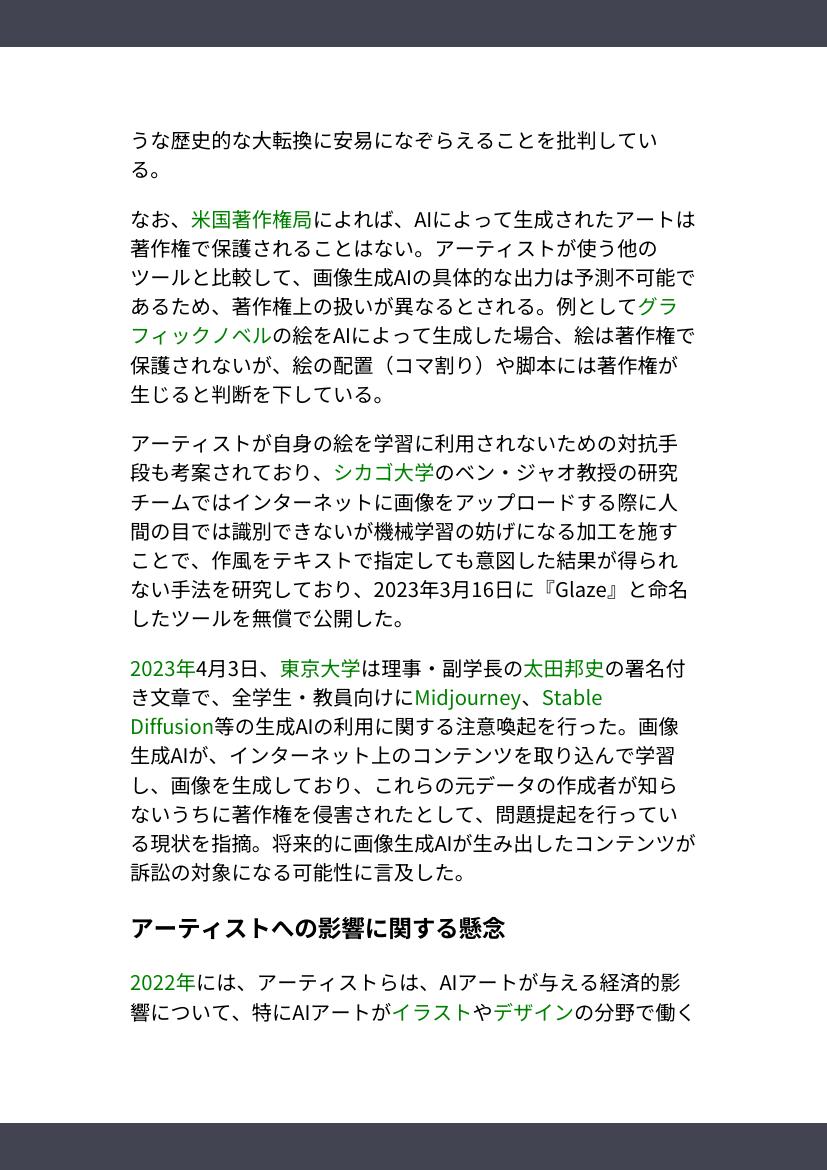 うな歴史的な大転換に安易になぞらえることを批判してい
る。
なお、米国著作権局によれば、AIによって生成されたアートは
著作権で保護されることはない。アーティストが使う他の
ツールと比較して、画像生成AIの具体的な出力は予測不可能で
あるため、著作権上の扱いが異なるとされる。例としてグラ
フィックノベルの絵をAIによって生成した場合、絵は著作権で
保護されないが、絵の配置（コマ割り）や脚本には著作権が
生じると判断を下している。
アーティストが自身の絵を学習に利用されないための対抗手
段も考案されており、シカゴ大学のベン・ジャオ教授の研究
チームではインターネットに画像をアップロードする際に人
間の目では識別できないが機械学習の妨げになる加工を施す
ことで、作風をテキストで指定しても意図した結果が得られ
ない手法を研究しており、2023年3月16日に『Glaze』と命名
したツールを無償で公開した。
2023年4月3日、東京大学は理事・副学長の太田邦史の署名付
き文章で、全学生・教員向けにMidjourney、Stable
Diffusion等の生成AIの利用に関する注意喚起を行った。画像
生成AIが、インターネット上のコンテンツを取り込んで学習
し、画像を生成しており、これらの元データの作成者が知ら
ないうちに著作権を侵害されたとして、問題提起を行ってい
る現状を指摘。将来的に画像生成AIが生み出したコンテンツが
訴訟の対象になる可能性に言及した。
アーティストへの影響に関する懸念
2022年には、アーティストらは、AIアートが与える経済的影
響について、特にAIアートがイラストやデザインの分野で働く